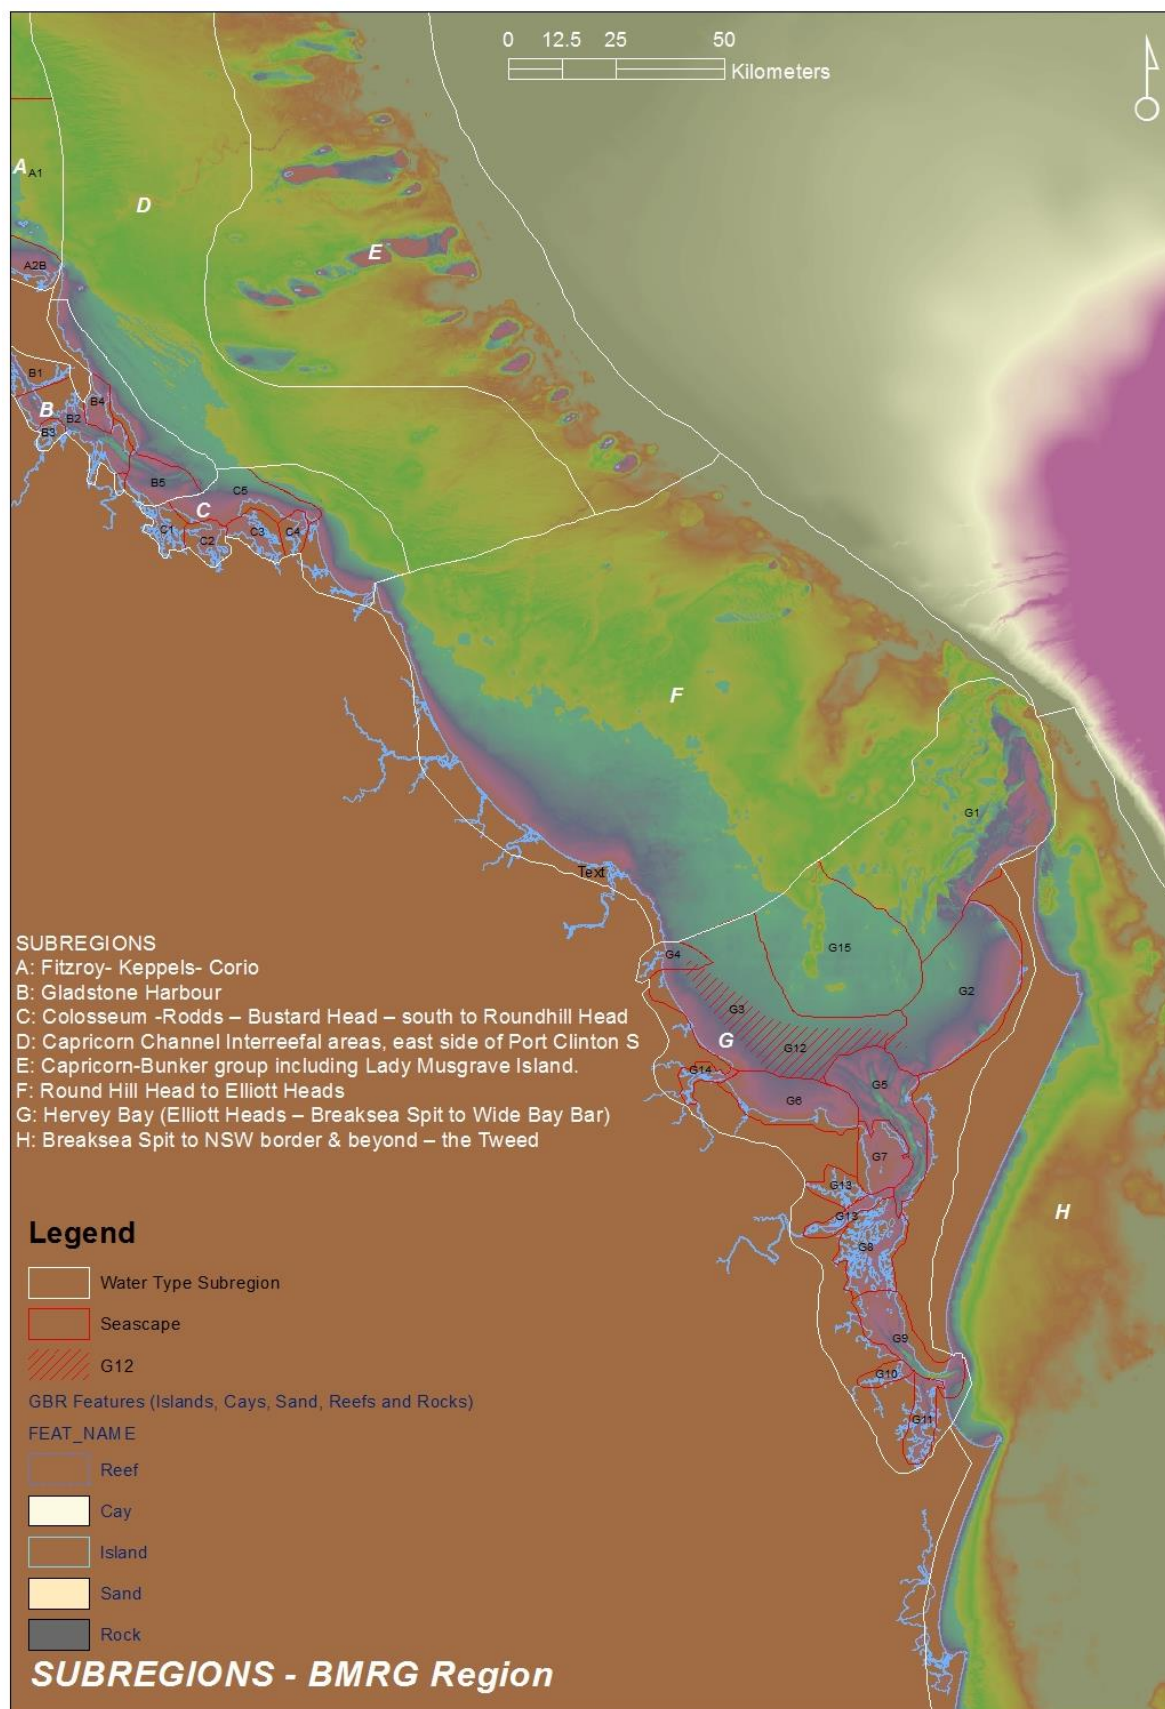 0 12.5 25 50
Kilometers
A A1
D
E
A2B
B1
B B2 B4
B3
B5
C5
C
C1 C2 C3 C4
F
G1
Text
G4
G15
G2
G3
G
G12
G14
G5
G6
G7
G13
G13
G8
H
G9
G10
G11
SUBREGIONS
A: Fitzroy- Keppels- Corio
B: Gladstone Harbour
C: Colosseum -Rodds – Bustard Head – south to Roundhill Head
D: Capricorn Channel Interreefal areas, east side of Port Clinton S
E: Capricorn-Bunker group including Lady Musgrave Island.
F: Round Hill Head to Elliott Heads
G: Hervey Bay (Elliott Heads – Breaksea Spit to Wide Bay Bar)
H: Breaksea Spit to NSW border & beyond – the Tweed
Legend
Water Type Subregion
Seascape
G12
GBR Features (Islands, Cays, Sand, Reefs and Rocks)
FEAT_NAME
Reef
Cay
Island
Sand
Rock
SUBREGIONS - BMRG Region